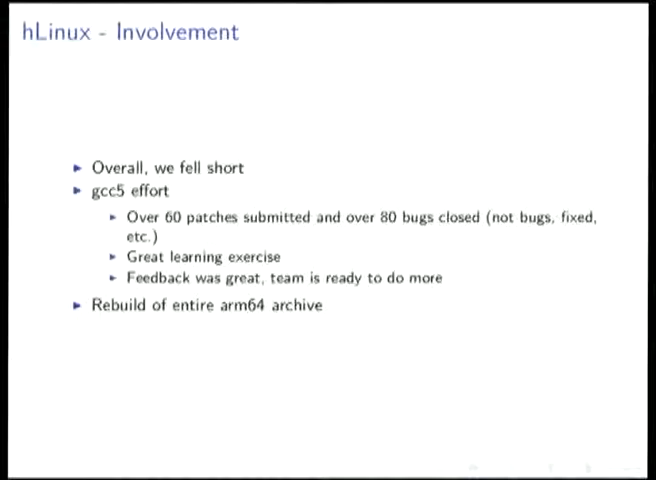 hLinux - Involvement
Overall, we fell short
gcc5 effort
Over 60 patches submitted and over 80 bugs closed (not bugs, fixed,
etc.)
Great learning exercise
Feedback was great, team is ready to do more
Rebuild of entire arm64 archive